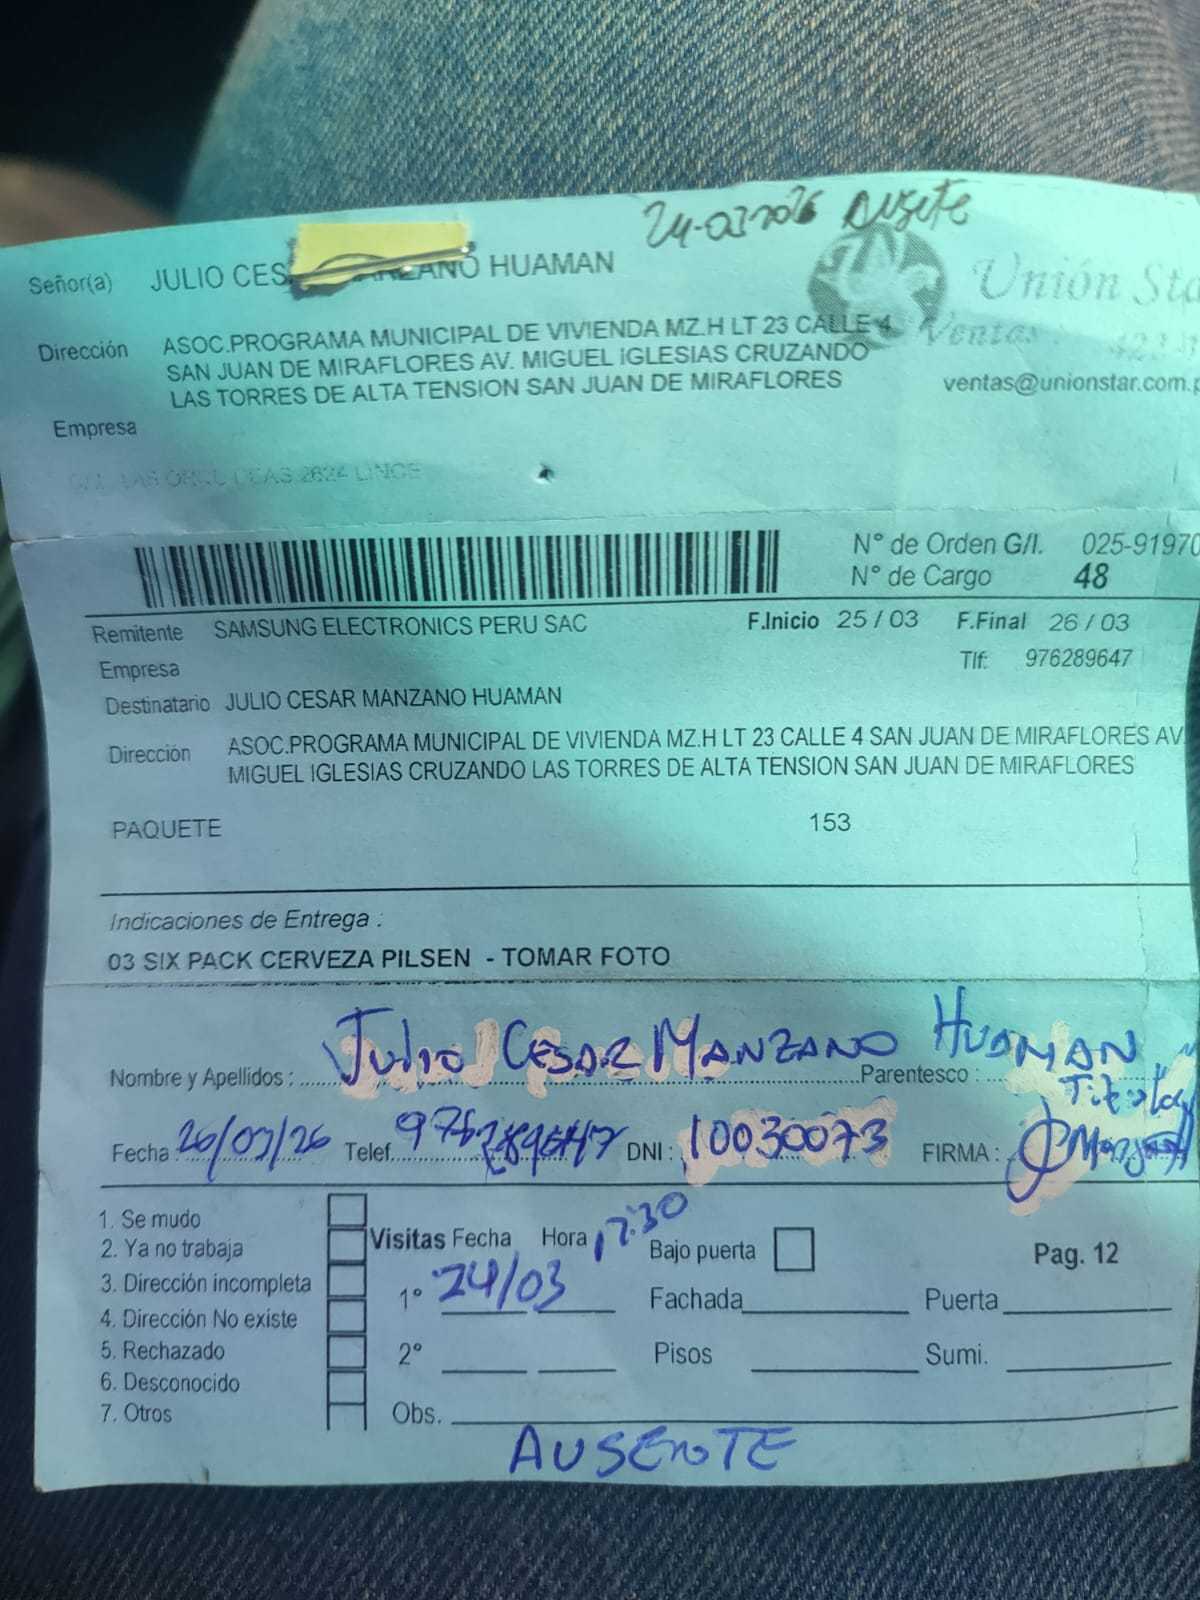 24-03-2026 Ausete
Señor(a) JULIO CES MANZANO HUAMAN
Unión Sta
Dirección ASOC.PROGRAMA MUNICIPAL DE VIVIENDA MZ.H LT 23 CALLE 4
Ventas :
SAN JUAN DE MIRAFLORES AV. MIGUEL IGLESIAS CRUZANDO
LAS TORRES DE ALTA TENSION SAN JUAN DE MIRAFLORES
ventas@unionstar.com.p
Empresa
2624 LINCE
N° de Orden G/I. 025-91970
N° de Cargo 48
Remitente SAMSUNG ELECTRONICS PERU SAC F.Inicio 25 / 03 F.Final 26 / 03
Empresa Tlf: 976289647
Destinatario JULIO CESAR MANZANO HUAMAN
Dirección ASOC.PROGRAMA MUNICIPAL DE VIVIENDA MZ.H LT 23 CALLE 4 SAN JUAN DE MIRAFLORES AV
MIGUEL IGLESIAS CRUZANDO LAS TORRES DE ALTA TENSION SAN JUAN DE MIRAFLORES
PAQUETE 153
Indicaciones de Entrega :
03 SIX PACK CERVEZA PILSEN - TOMAR FOTO
Nombre y Apellidos : Julio CESAR MANZANO HUAMAN Parentesco : Titular
Fecha : 26/03/26 Telef. 976289647 DNI : 10030073 FIRMA :
1. Se mudo
2. Ya no trabaja
3. Dirección incompleta
4. Dirección No existe
5. Rechazado
6. Desconocido
7. Otros
Visitas Fecha Hora 17:30 Bajo puerta Pag. 12
1° 24/03 Fachada Puerta
2° Pisos Sumi.
Obs.
AUSENTE